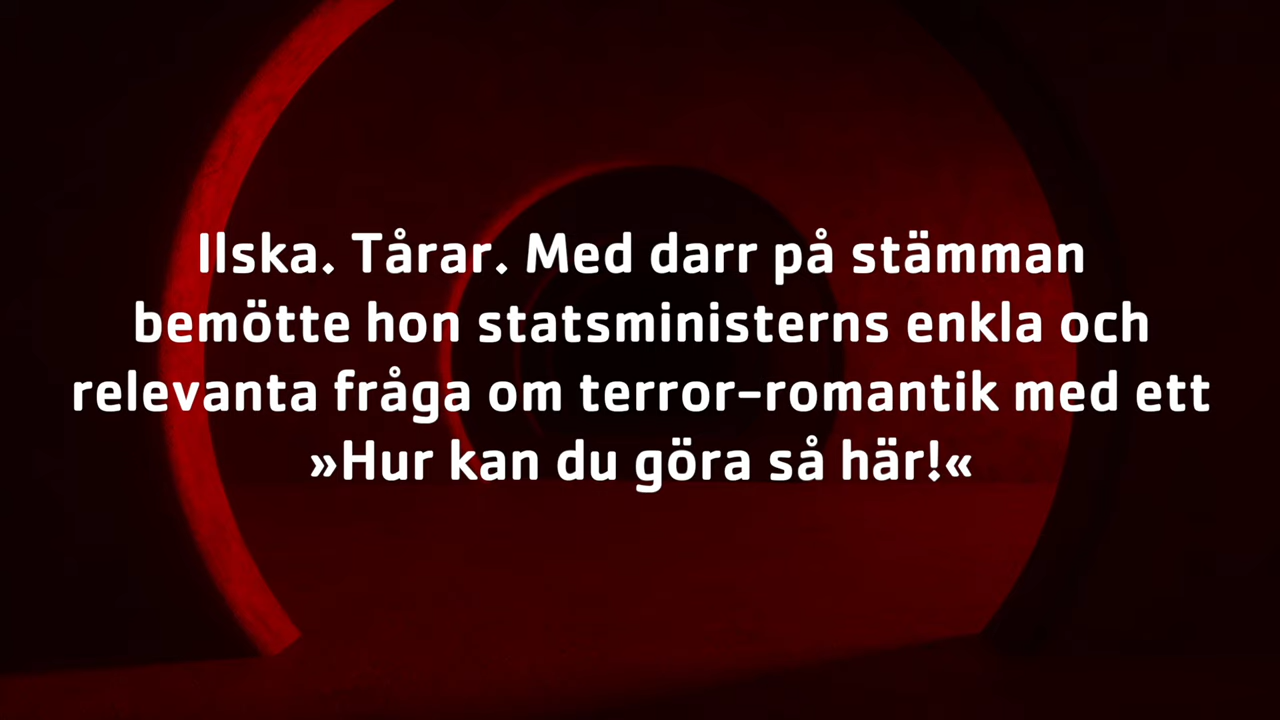 Ilska. Tårar. Med darr på stämman
bemötte hon statsministerns enkla och
relevanta fråga om terror-romantik med ett
»Hur kan du göra så här!«